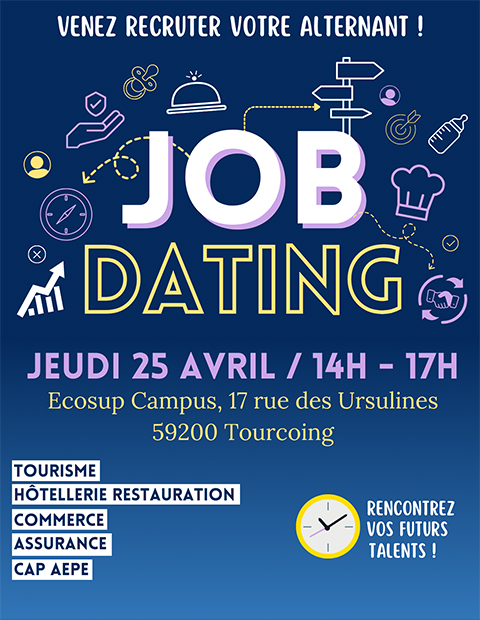 VENEZ RECRUTER VOTRE ALTERNANT !
JOB
DATING
JEUDI 25 AVRIL / 14H - 17H
Ecosup Campus, 17 rue des Ursulines
59200 Tourcoing
TOURISME
HÔTELLERIE RESTAURATION
COMMERCE
ASSURANCE
CAP AEPE
RENCONTREZ
VOS FUTURS
TALENTS !